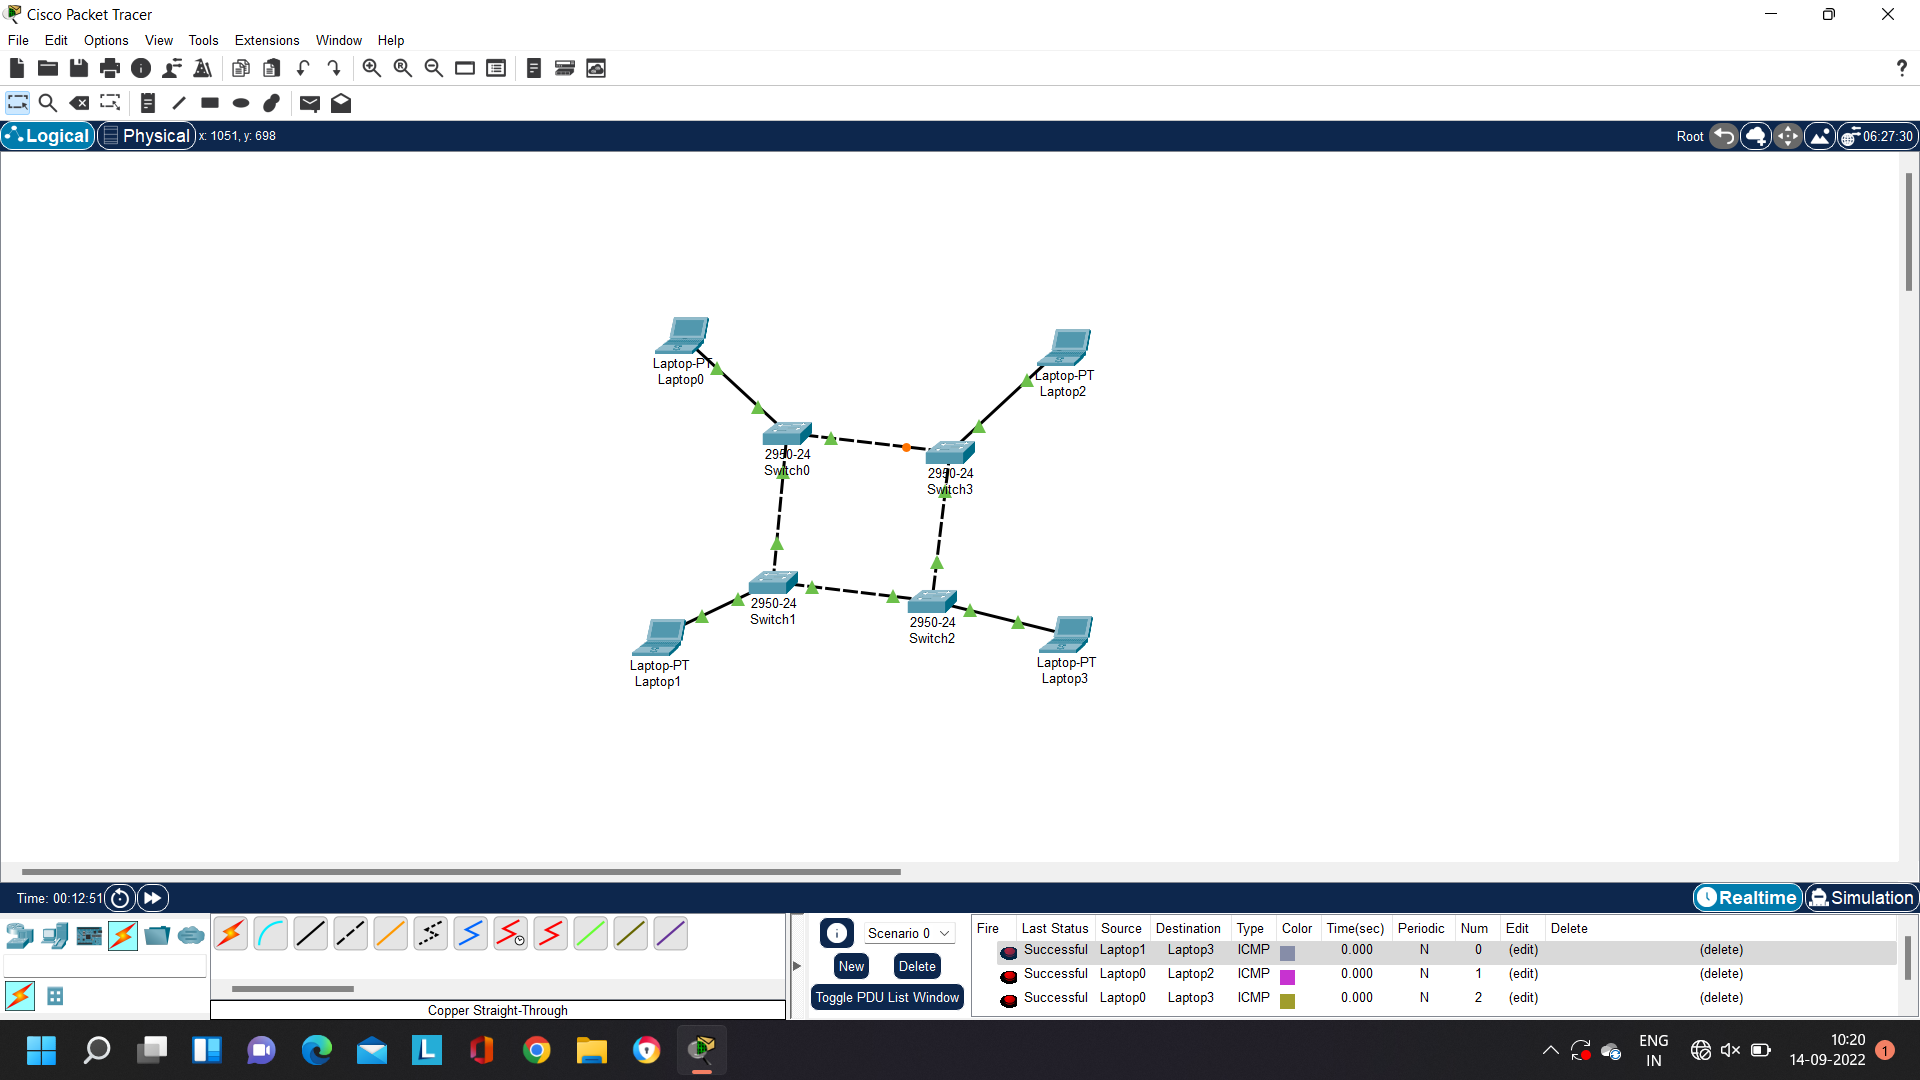 Cisco Packet Tracer
File Edit Options View Tools Extensions Window Help
Logical Physical x: 1051, y: 698 Root 06:27:30
Laptop-PT
Laptop0
Laptop-PT
Laptop2
2950-24
Switch0
2950-24
Switch3
2950-24
Switch1
2950-24
Switch2
Laptop-PT
Laptop1
Laptop-PT
Laptop3
Time: 00:12:51 Realtime Simulation
Scenario 0
New Delete
Toggle PDU List Window
Copper Straight-Through
Fire Last Status Source Destination Type Color Time(sec) Periodic Num Edit Delete
Successful Laptop1 Laptop3 ICMP 0.000 N 0 (edit) (delete)
Successful Laptop0 Laptop2 ICMP 0.000 N 1 (edit) (delete)
Successful Laptop0 Laptop3 ICMP 0.000 N 2 (edit) (delete)
ENG
IN
10:20
14-09-2022
1